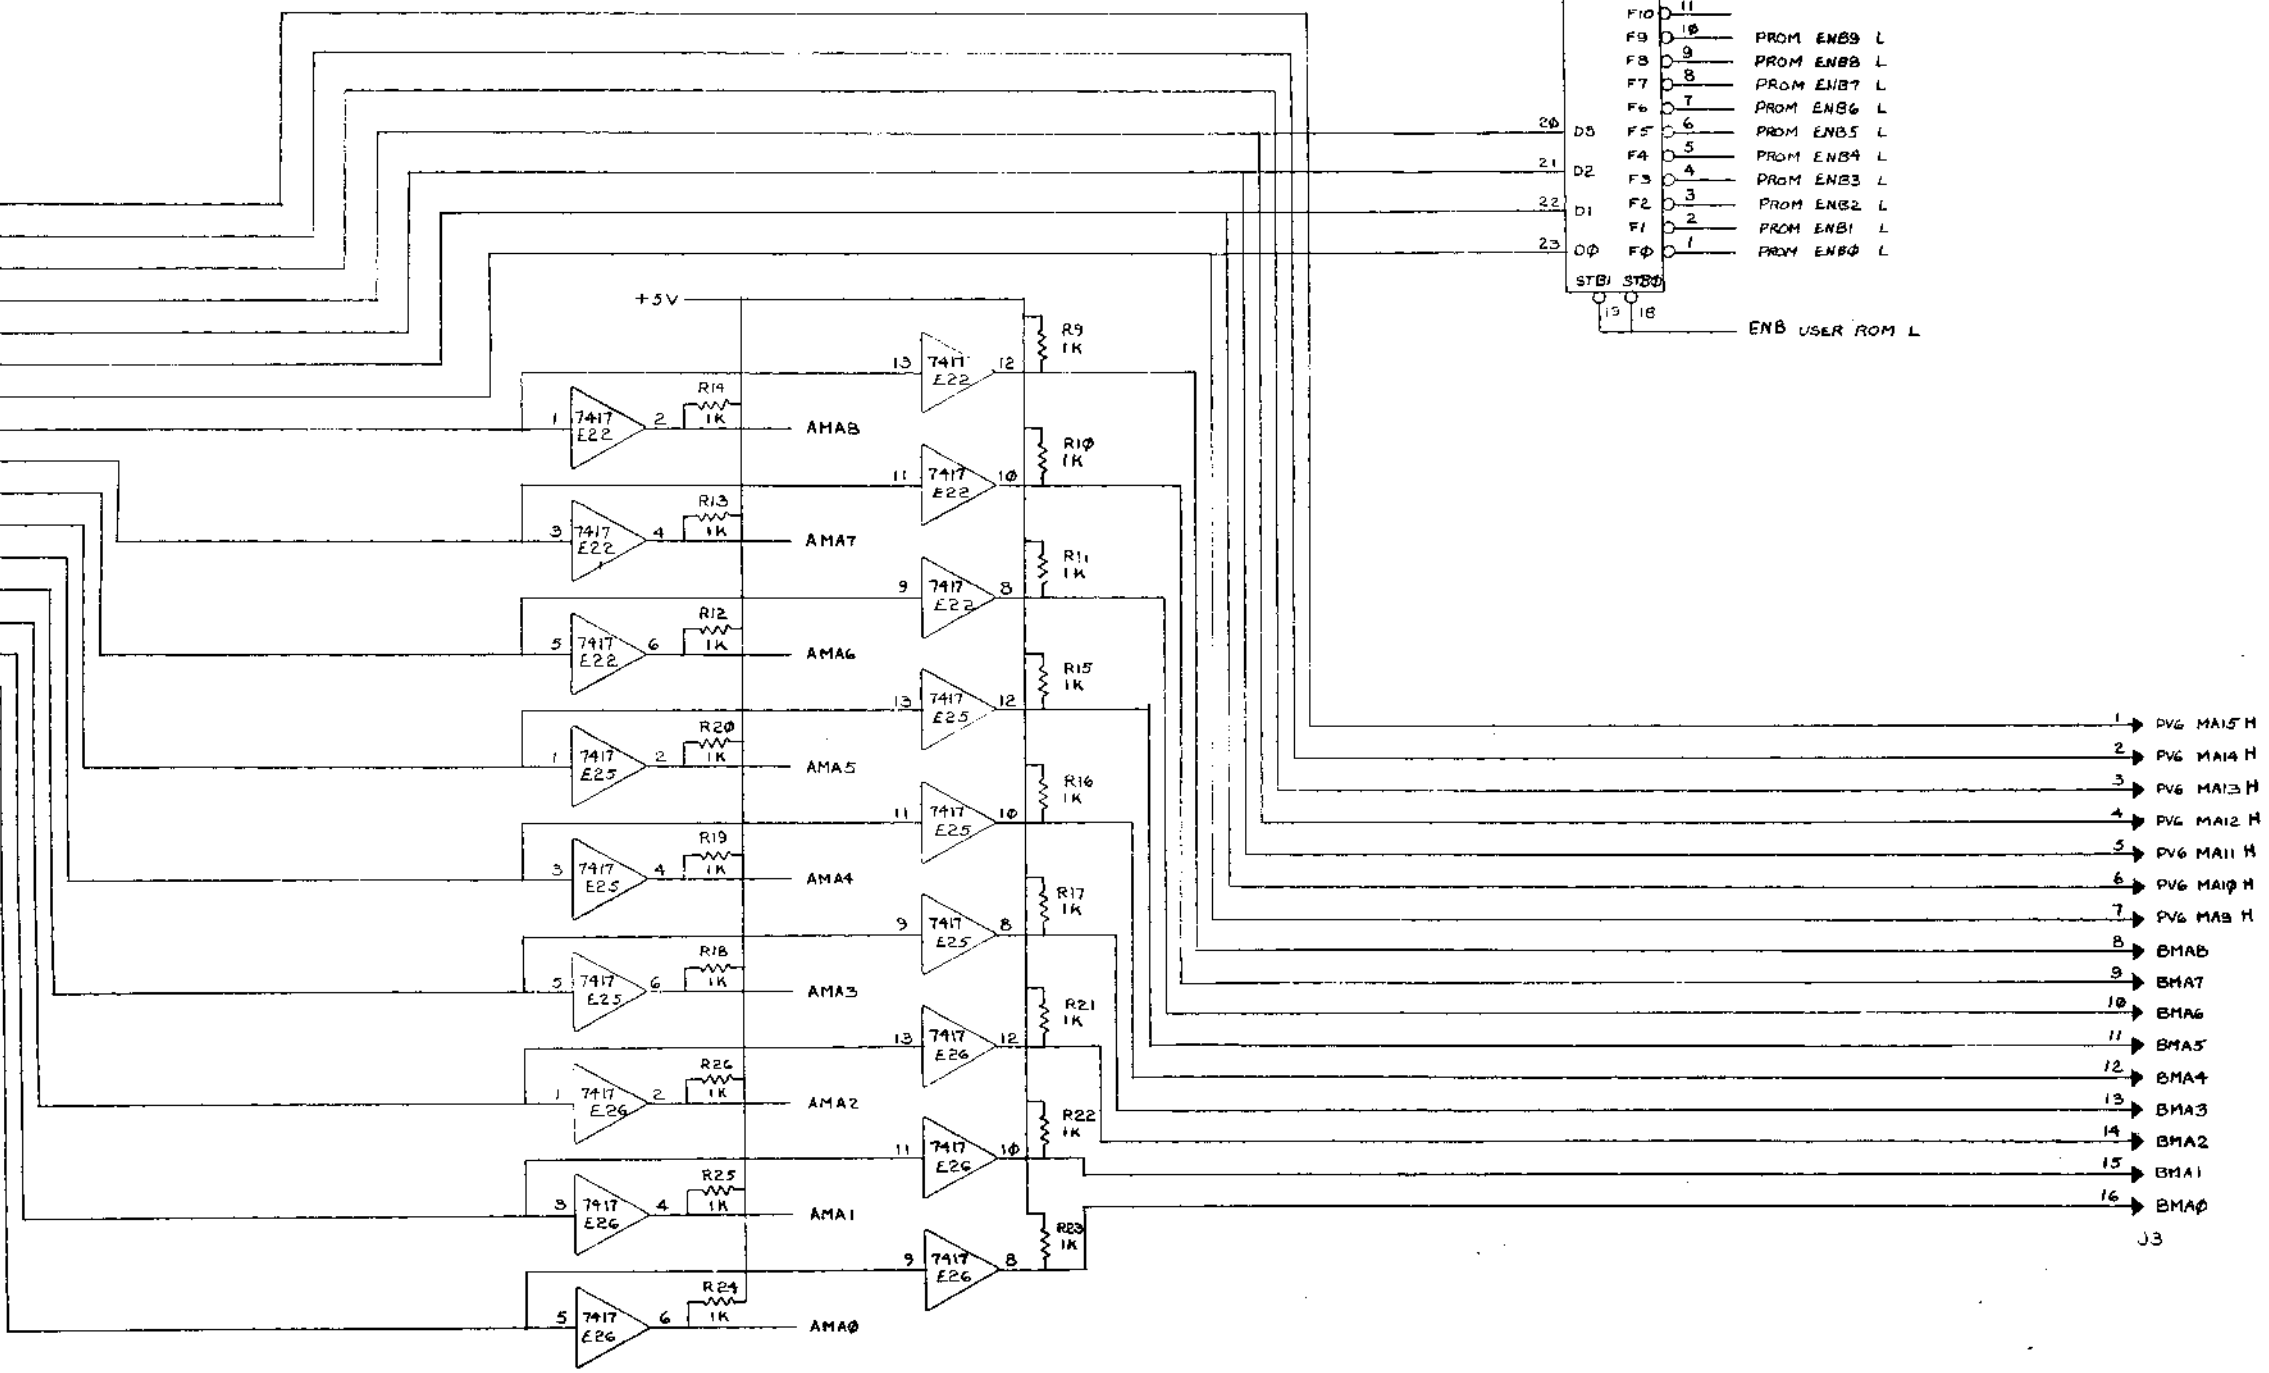 F10 11
F9 10 PROM ENB9 L
F8 9 PROM ENB8 L
F7 8 PROM ENB7 L
F6 7 PROM ENB6 L
20 D3 F5 6 PROM ENB5 L
F4 5 PROM ENB4 L
21 D2 F3 4 PROM ENB3 L
22 D1 F2 3 PROM ENB2 L
F1 2 PROM ENB1 L
23 D0 F0 1 PROM ENB0 L
STB1 STB0
19 18
ENB USER ROM L
+5V
R9
1K
13 7417 12
E22
R14
1K
1 7417 2 AMA8
E22
R10
1K
11 7417 10
E22
R13
1K
3 7417 4 AMA7
E22
R11
1K
9 7417 8
E22
R12
1K
5 7417 6 AMA6
E22
R15
1K
13 7417 12
E25
R20
1K
1 7417 2 AMA5
E25
R16
1K
11 7417 10
E25
R19
1K
3 7417 4 AMA4
E25
R17
1K
9 7417 8
E25
R18
1K
5 7417 6 AMA3
E25
R21
1K
13 7417 12
E26
R26
1K
1 7417 2 AMA2
E26
R22
1K
11 7417 10
E26
R25
1K
3 7417 4 AMA1
E26
R23
1K
9 7417 8
E26
R24
1K
5 7417 6 AMA0
E26
1 PV6 MA15 H
2 PV6 MA14 H
3 PV6 MA13 H
4 PV6 MA12 H
5 PV6 MA11 H
6 PV6 MA10 H
7 PV6 MA9 H
8 BMA8
9 BMA7
10 BMA6
11 BMA5
12 BMA4
13 BMA3
14 BMA2
15 BMA1
16 BMA0
J3